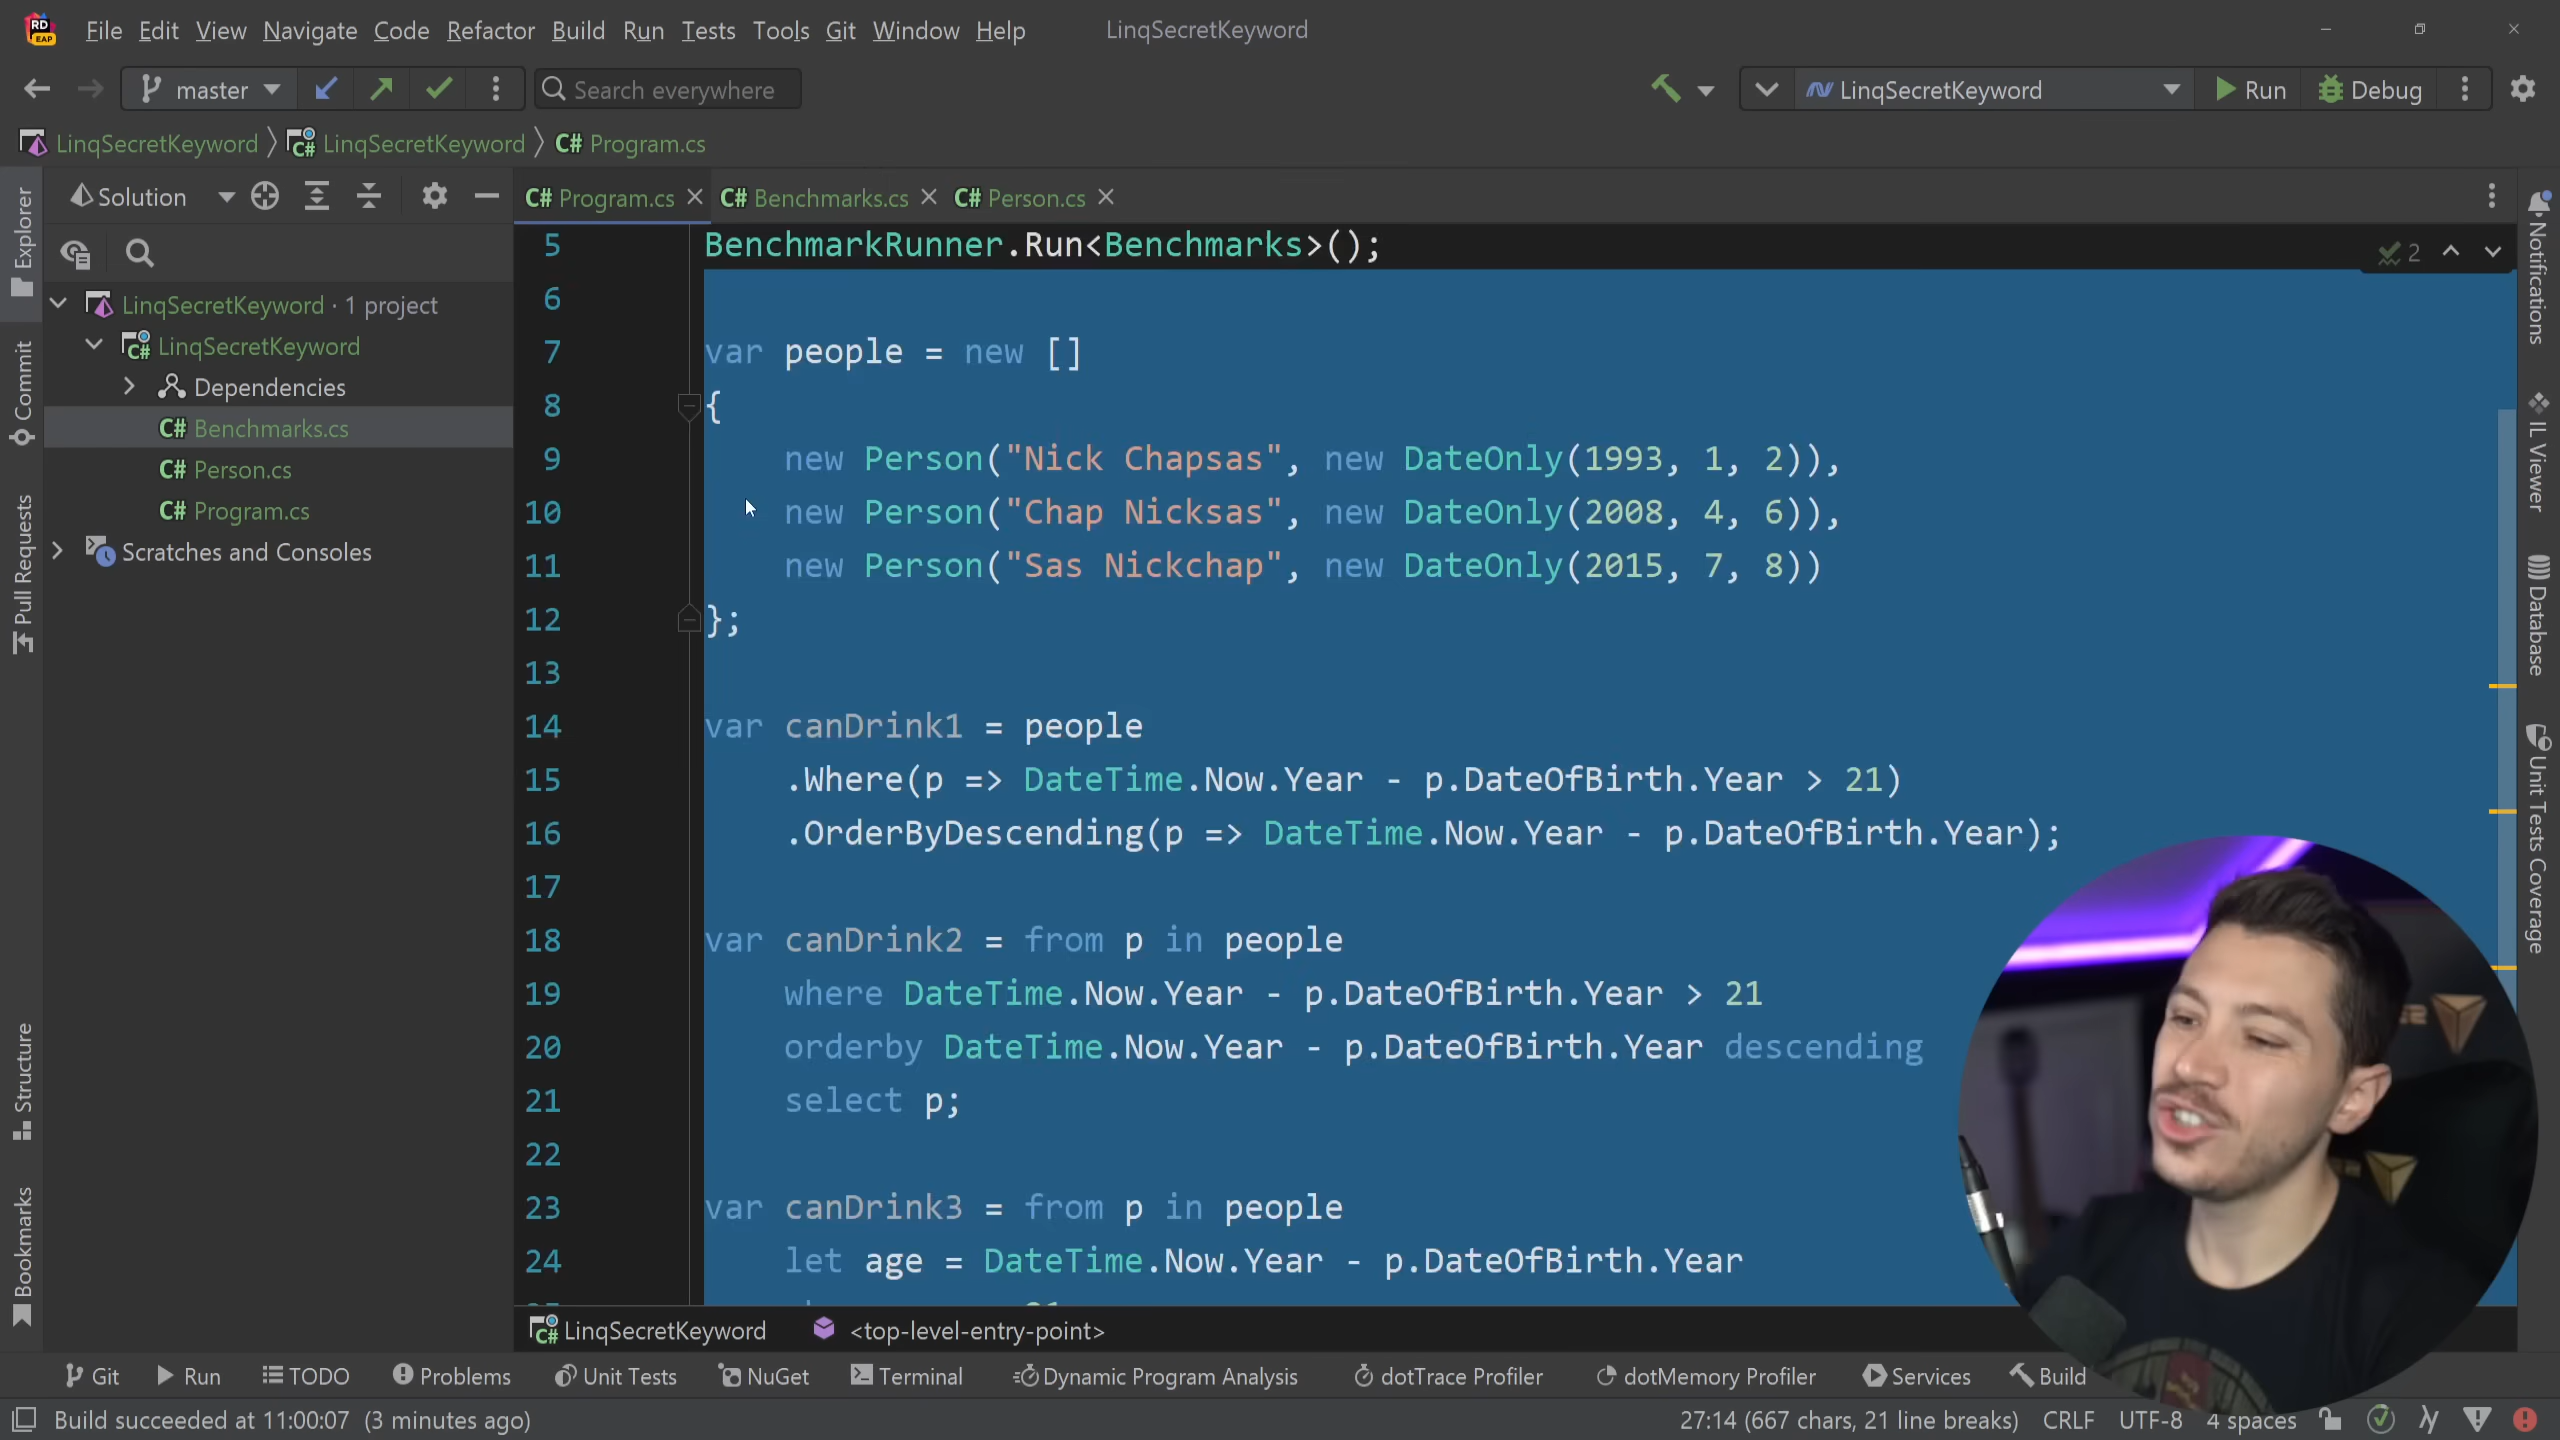 RD
EAP
File Edit View Navigate Code Refactor Build Run Tests Tools Git Window Help
LinqSecretKeyword
master
Search everywhere
LinqSecretKeyword
Run
Debug
LinqSecretKeyword
C# LinqSecretKeyword
C# Program.cs
Explorer
Commit
Pull Requests
Structure
Bookmarks
Solution
LinqSecretKeyword · 1 project
C# LinqSecretKeyword
Dependencies
C# Benchmarks.cs
C# Person.cs
C# Program.cs
Scratches and Consoles
C# Program.cs
C# Benchmarks.cs
C# Person.cs
2
5 BenchmarkRunner.Run<Benchmarks>();
6
7 var people = new []
8 {
9 new Person("Nick Chapsas", new DateOnly(1993, 1, 2)),
10 new Person("Chap Nicksas", new DateOnly(2008, 4, 6)),
11 new Person("Sas Nickchap", new DateOnly(2015, 7, 8))
12 };
13
14 var canDrink1 = people
15 .Where(p => DateTime.Now.Year - p.DateOfBirth.Year > 21)
16 .OrderByDescending(p => DateTime.Now.Year - p.DateOfBirth.Year);
17
18 var canDrink2 = from p in people
19 where DateTime.Now.Year - p.DateOfBirth.Year > 21
20 orderby DateTime.Now.Year - p.DateOfBirth.Year descending
21 select p;
22
23 var canDrink3 = from p in people
24 let age = DateTime.Now.Year - p.DateOfBirth.Year
Notifications
IL Viewer
Database
Unit Tests Coverage
C# LinqSecretKeyword
<top-level-entry-point>
Git
Run
TODO
Problems
Unit Tests
NuGet
Terminal
Dynamic Program Analysis
dotTrace Profiler
dotMemory Profiler
Services
Build
Build succeeded at 11:00:07 (3 minutes ago)
27:14 (667 chars, 21 line breaks)
CRLF
UTF-8
4 spaces